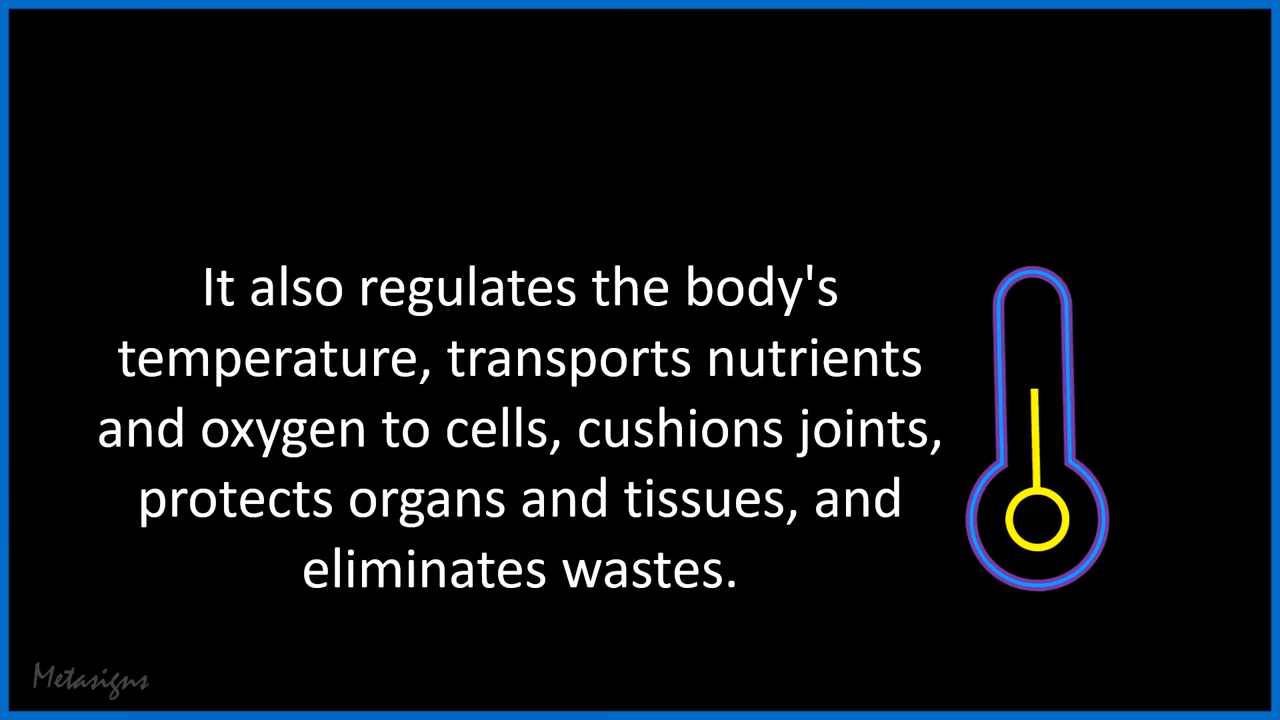 It also regulates the body's
temperature, transports nutrients
and oxygen to cells, cushions joints,
protects organs and tissues, and
eliminates wastes.
Metasigns